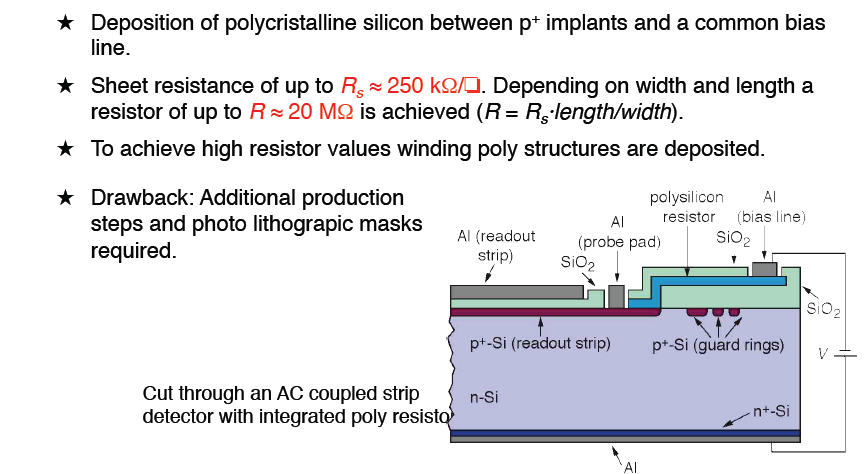 ★ Deposition of polycristalline silicon between p⁺ implants and a common bias
line.
★ Sheet resistance of up to Rₛ ≈ 250 kΩ/❏. Depending on width and length a
resistor of up to R ≈ 20 MΩ is achieved (R = Rₛ·length/width).
★ To achieve high resistor values winding poly structures are deposited.
★ Drawback: Additional production
steps and photo lithograpic masks
required.
polysilicon
resistor
Al
(bias line)
SiO₂
Al
(probe pad)
Al (readout
strip)
SiO₂
SiO₂
p⁺-Si (readout strip)
p⁺-Si (guard rings)
V
n-Si
n⁺-Si
Al
Cut through an AC coupled strip
detector with integrated poly resisto